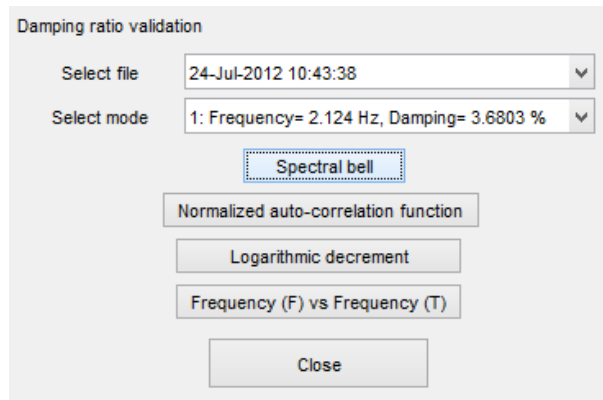 Damping ratio validation
Select file 24-Jul-2012 10:43:38
Select mode 1: Frequency= 2.124 Hz, Damping= 3.6803 %
Spectral bell
Normalized auto-correlation function
Logarithmic decrement
Frequency (F) vs Frequency (T)
Close